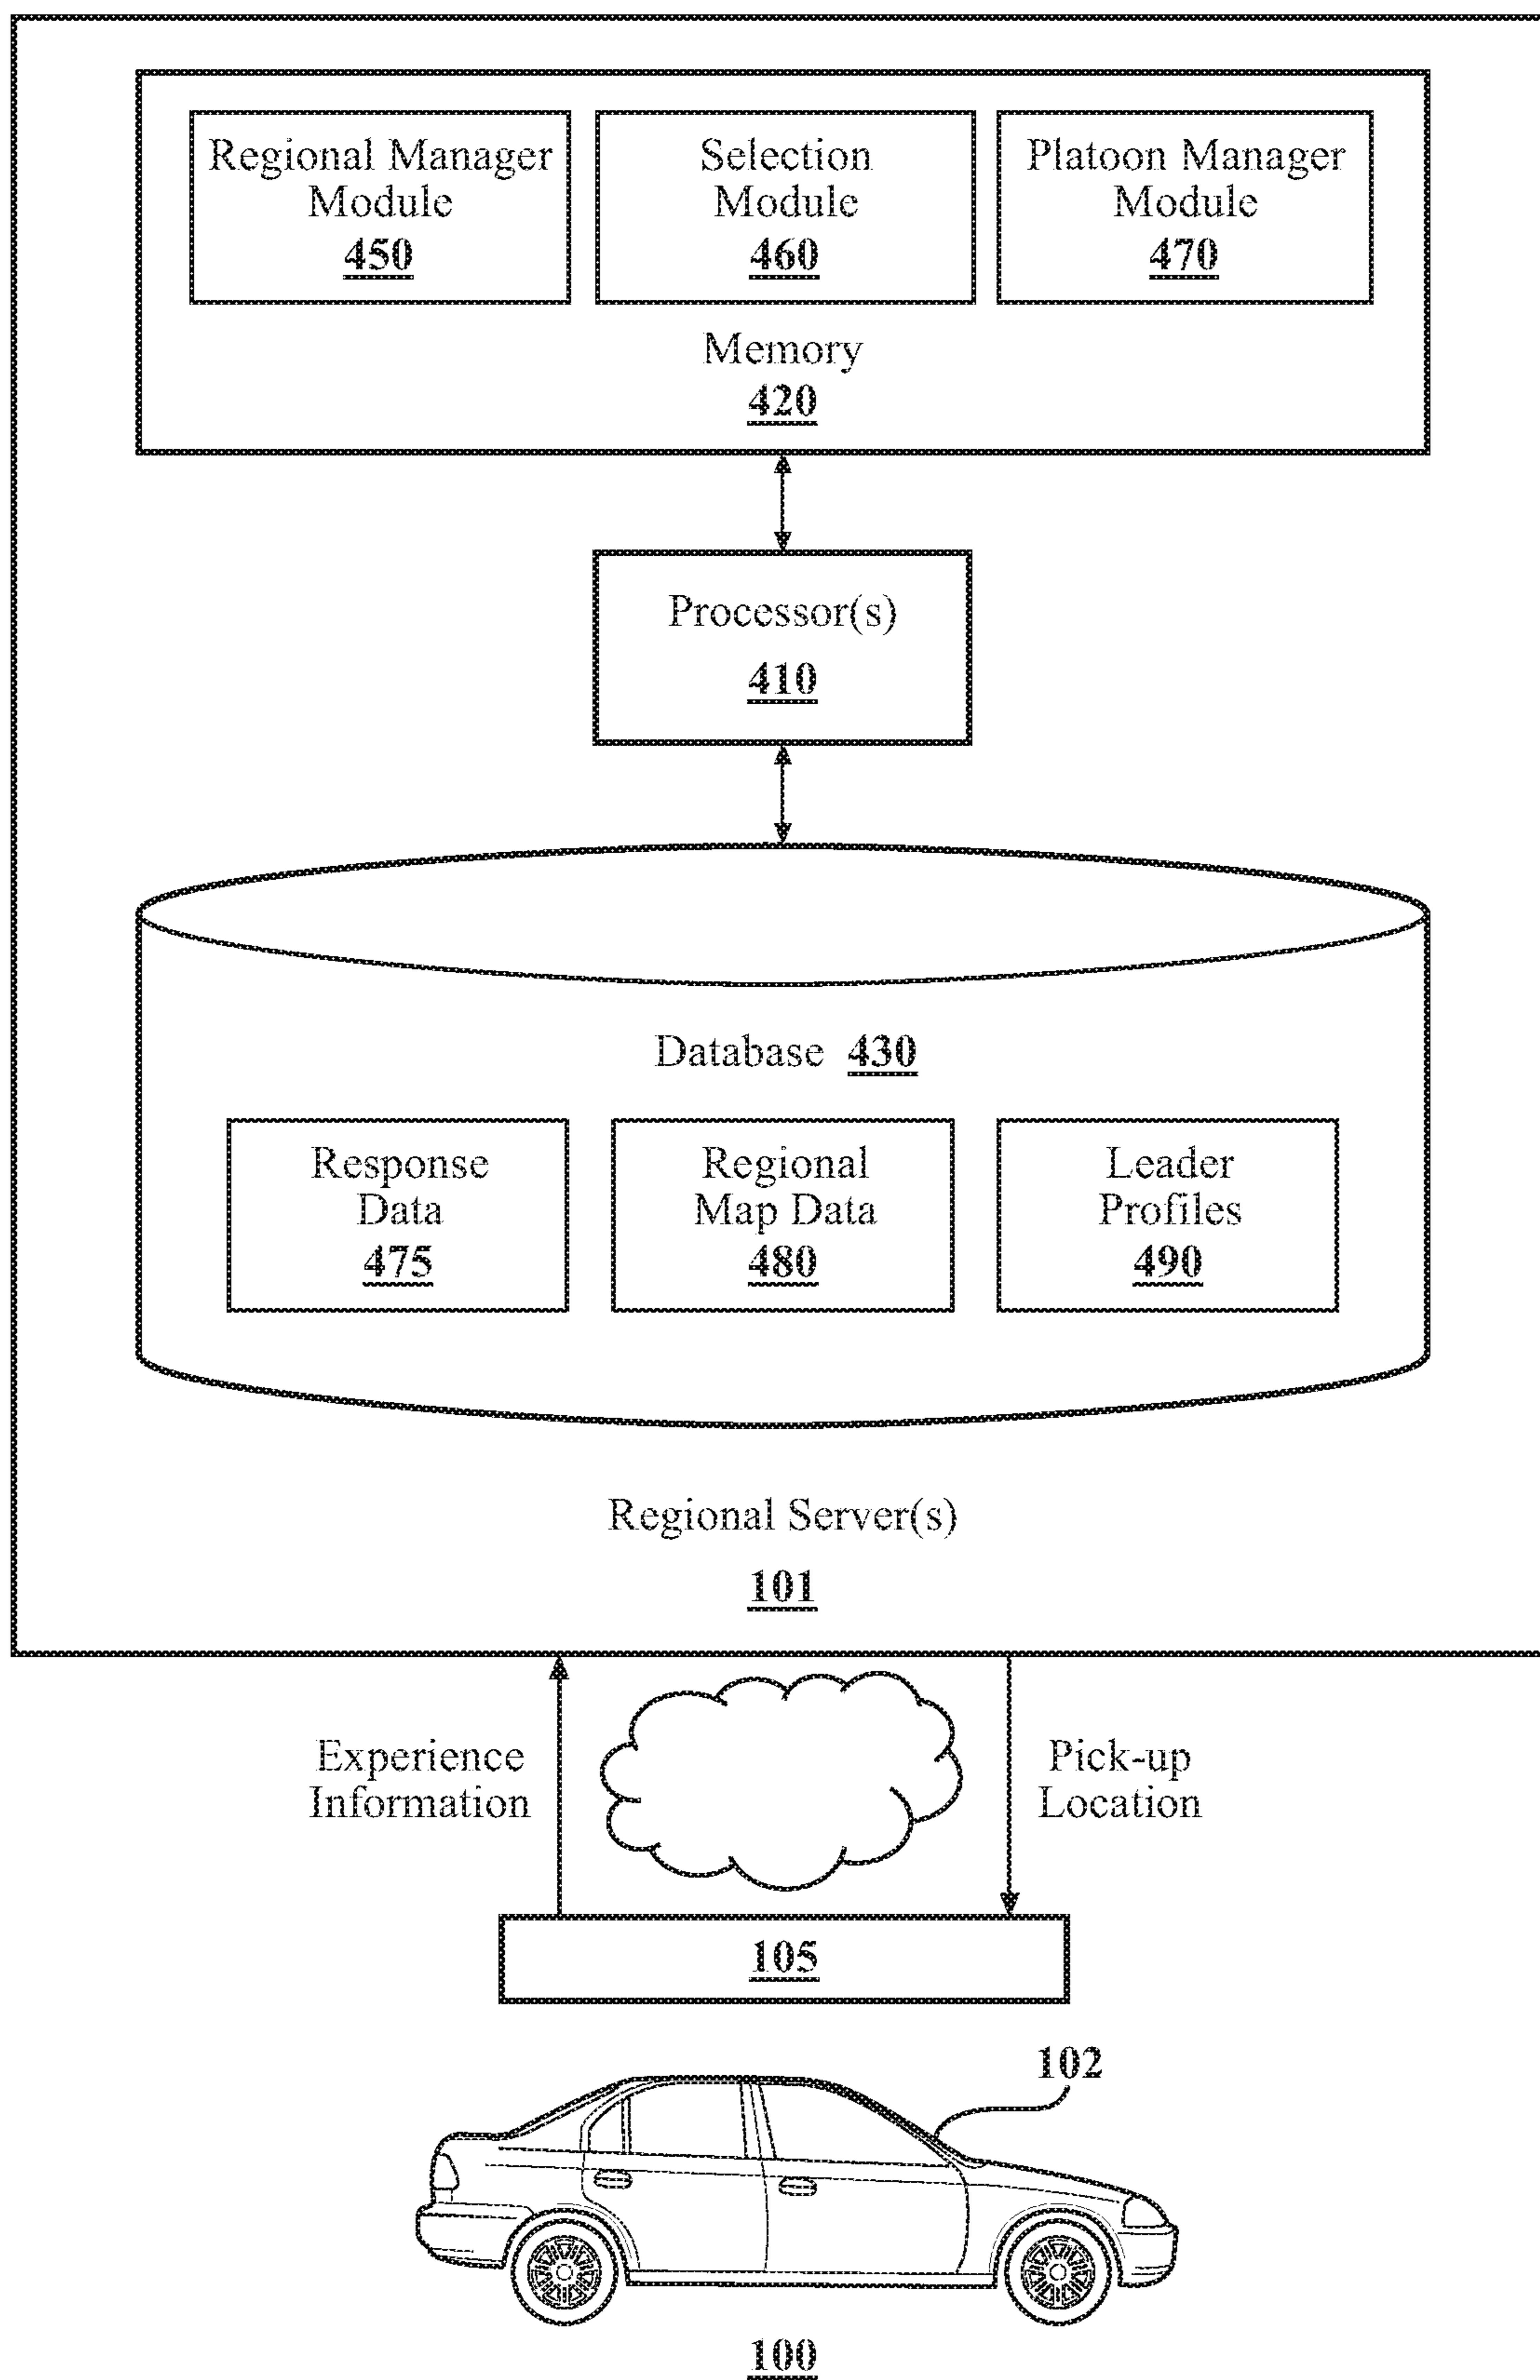 Regional Manager
Module
450
Selection
Module
460
Platoon Manager
Module
470
Memory
420
Processor(s)
410
Database 430
Response
Data
475
Regional
Map Data
480
Leader
Profiles
490
Regional Server(s)
101
Experience
Information
Pick-up
Location
105
102
100